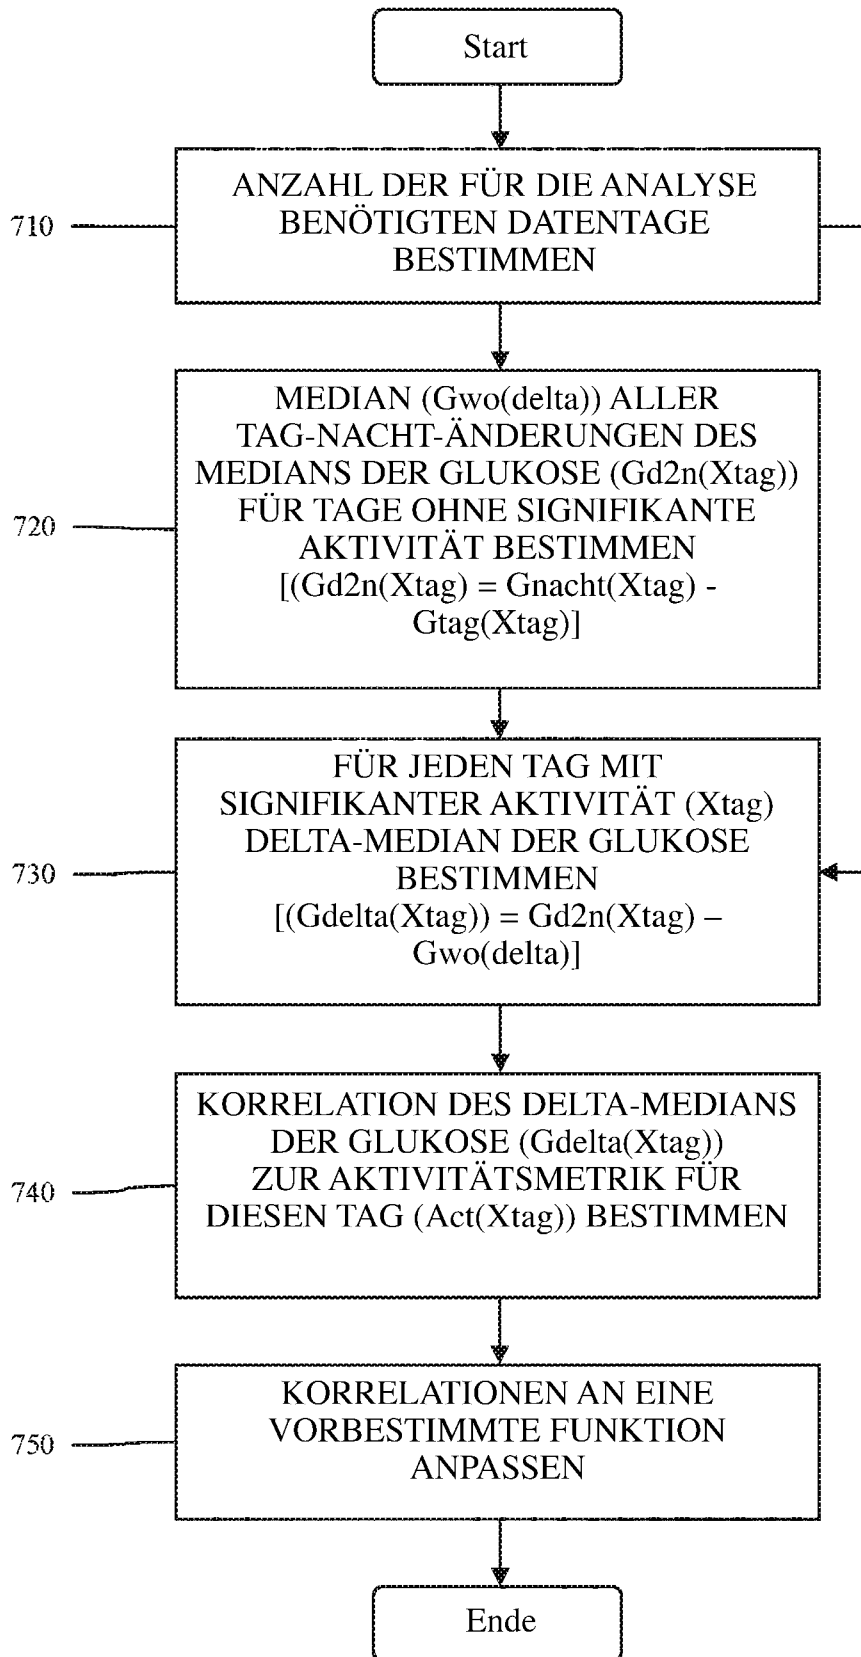 Start
710
ANZAHL DER FÜR DIE ANALYSE
BENÖTIGTEN DATENTAGE
BESTIMMEN
720
MEDIAN (Gwo(delta)) ALLER
TAG-NACHT-ÄNDERUNGEN DES
MEDIANS DER GLUKOSE (Gd2n(Xtag))
FÜR TAGE OHNE SIGNIFIKANTE
AKTIVITÄT BESTIMMEN
[(Gd2n(Xtag) = Gnacht(Xtag) -
Gtag(Xtag)]
730
FÜR JEDEN TAG MIT
SIGNIFIKANTER AKTIVITÄT (Xtag)
DELTA-MEDIAN DER GLUKOSE
BESTIMMEN
[(Gdelta(Xtag)) = Gd2n(Xtag) –
Gwo(delta)]
740
KORRELATION DES DELTA-MEDIANS
DER GLUKOSE (Gdelta(Xtag))
ZUR AKTIVITÄTSMETRIK FÜR
DIESEN TAG (Act(Xtag)) BESTIMMEN
750
KORRELATIONEN AN EINE
VORBESTIMMTE FUNKTION
ANPASSEN
Ende